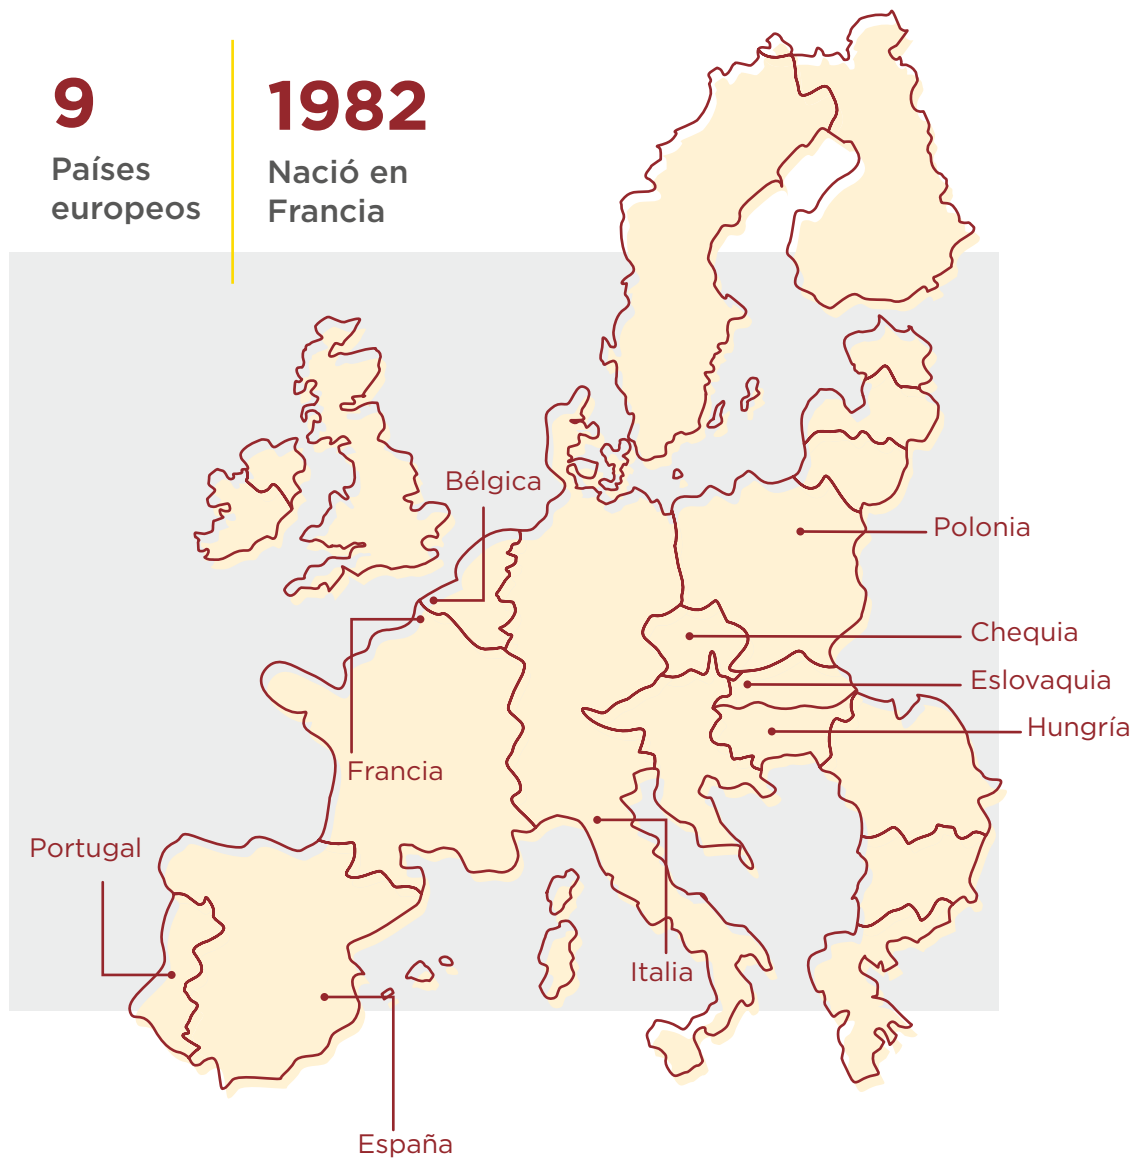 9
Países
europeos
1982
Nació en
Francia
Bélgica
Polonia
Chequia
Eslovaquia
Hungría
Francia
Portugal
Italia
España